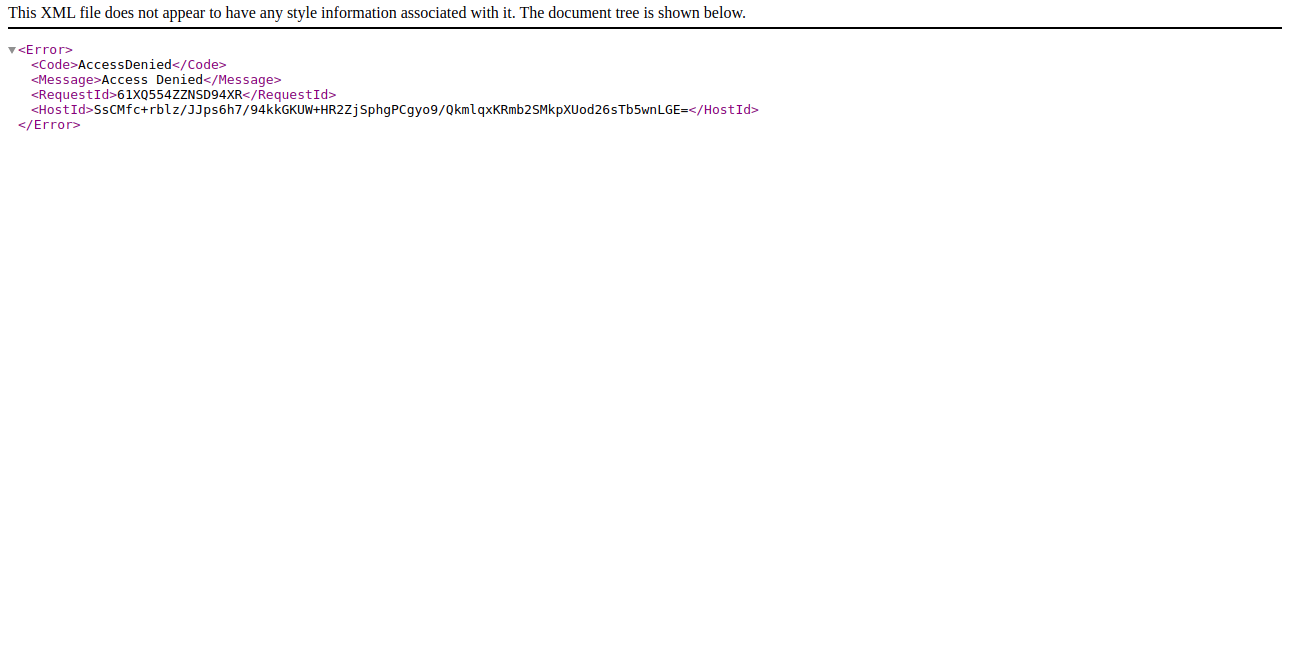 This XML file does not appear to have any style information associated with it. The document tree is shown below.
<Error>
<Code>AccessDenied</Code>
<Message>Access Denied</Message>
<RequestId>61XQ554ZZNSD94XR</RequestId>
<HostId>SsCMfc+rblz/JJps6h7/94kkGKUW+HR2ZjSphgPCgyo9/QkmlqxKRmb2SMkpXUod26sTb5wnLGE=</HostId>
</Error>